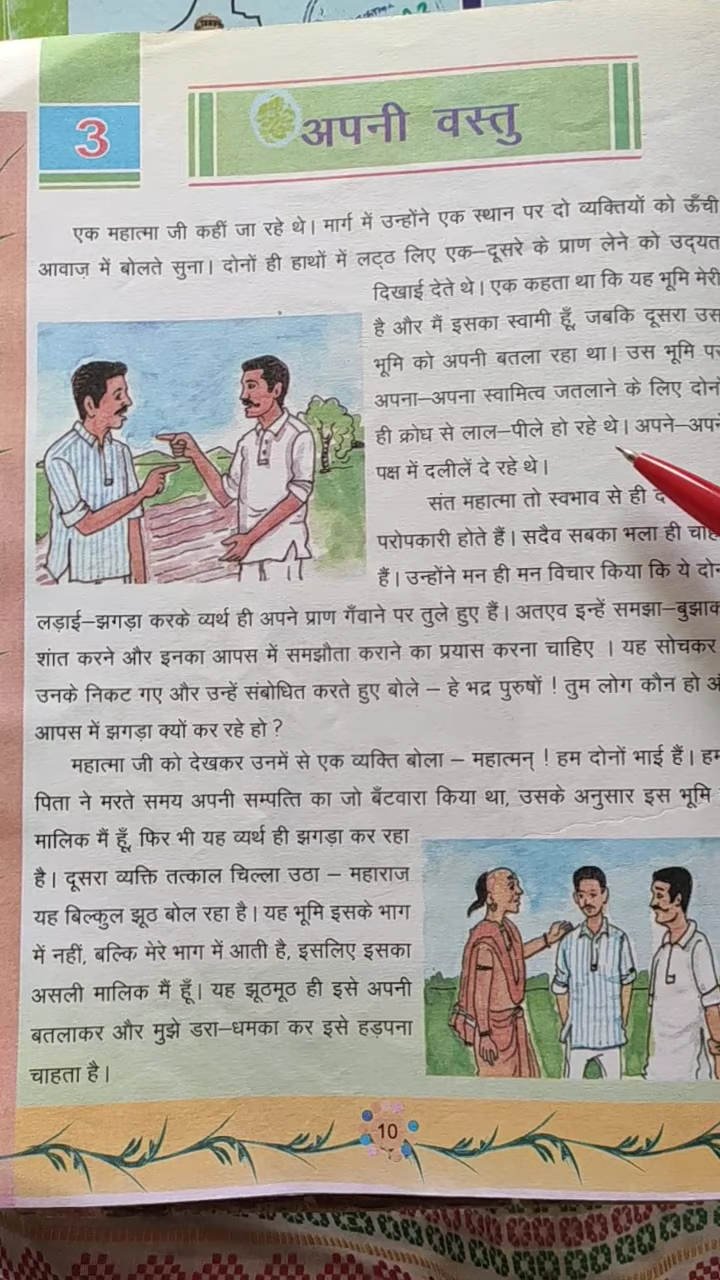 3
अपनी वस्तु
एक महात्मा जी कहीं जा रहे थे। मार्ग में उन्होंने एक स्थान पर दो व्यक्तियों को ऊँची
आवाज़ में बोलते सुना। दोनों ही हाथों में लट्ठ लिए एक–दूसरे के प्राण लेने को उद्यत
दिखाई देते थे। एक कहता था कि यह भूमि मेरी
है और मैं इसका स्वामी हूँ, जबकि दूसरा उस
भूमि को अपनी बतला रहा था। उस भूमि पर
अपना–अपना स्वामित्व जतलाने के लिए दोनों
ही क्रोध से लाल–पीले हो रहे थे। अपने–अपने
पक्ष में दलीलें दे रहे थे।
संत महात्मा तो स्वभाव से ही
परोपकारी होते हैं। सदैव सबका भला ही
हैं। उन्होंने मन ही मन विचार किया कि ये
लड़ाई–झगड़ा करके व्यर्थ ही अपने प्राण गँवाने पर तुले हुए हैं। अतएव इन्हें
शांत करने और इनका आपस में समझौता कराने का प्रयास करना चाहिए । यह सोचकर
उनके निकट गए और उन्हें संबोधित करते हुए बोले – हे भद्र पुरुषों ! तुम लोग कौन हो
आपस में झगड़ा क्यों कर रहे हो ?
महात्मा जी को देखकर उनमें से एक व्यक्ति बोला – महात्मन् ! हम दोनों भाई हैं।
पिता ने मरते समय अपनी सम्पत्ति का जो बँटवारा किया था, उसके अनुसार इस भूमि
मालिक मैं हूँ, फिर भी यह व्यर्थ ही झगड़ा कर रहा
है। दूसरा व्यक्ति तत्काल चिल्ला उठा – महाराज
यह बिल्कुल झूठ बोल रहा है। यह भूमि इसके भाग
में नहीं, बल्कि मेरे भाग में आती है, इसलिए इसका
असली मालिक मैं हूँ। यह झूठमूठ ही इसे अपनी
बतलाकर और मुझे डरा–धमका कर इसे हड़पना
चाहता है।
10